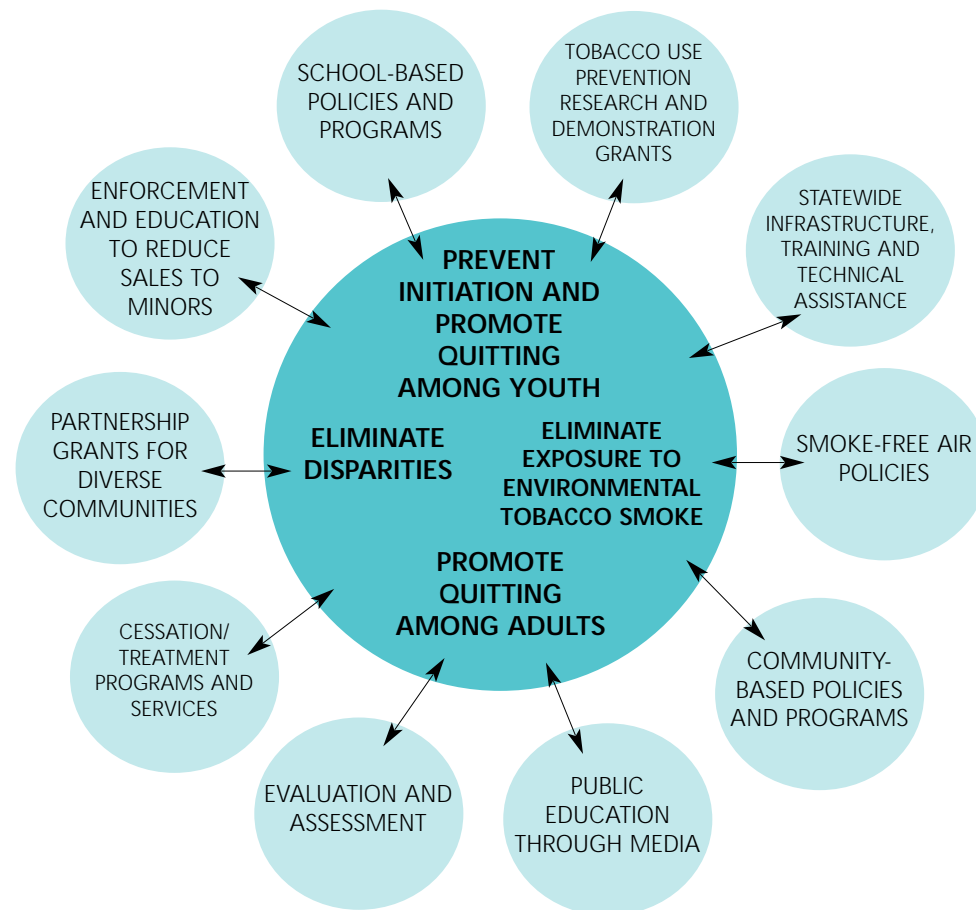 SCHOOL-BASED
POLICIES AND
PROGRAMS
TOBACCO USE
PREVENTION
RESEARCH AND
DEMONSTRATION
GRANTS
STATEWIDE
INFRASTRUCTURE,
TRAINING AND
TECHNICAL
ASSISTANCE
SMOKE-FREE AIR
POLICIES
COMMUNITY-
BASED POLICIES
AND PROGRAMS
PUBLIC
EDUCATION
THROUGH MEDIA
EVALUATION AND
ASSESSMENT
CESSATION/
TREATMENT
PROGRAMS AND
SERVICES
PARTNERSHIP
GRANTS FOR
DIVERSE
COMMUNITIES
ENFORCEMENT
AND EDUCATION
TO REDUCE
SALES TO
MINORS
PREVENT
INITIATION AND
PROMOTE
QUITTING
AMONG YOUTH
ELIMINATE
DISPARITIES
ELIMINATE
EXPOSURE TO
ENVIRONMENTAL
TOBACCO SMOKE
PROMOTE
QUITTING
AMONG ADULTS